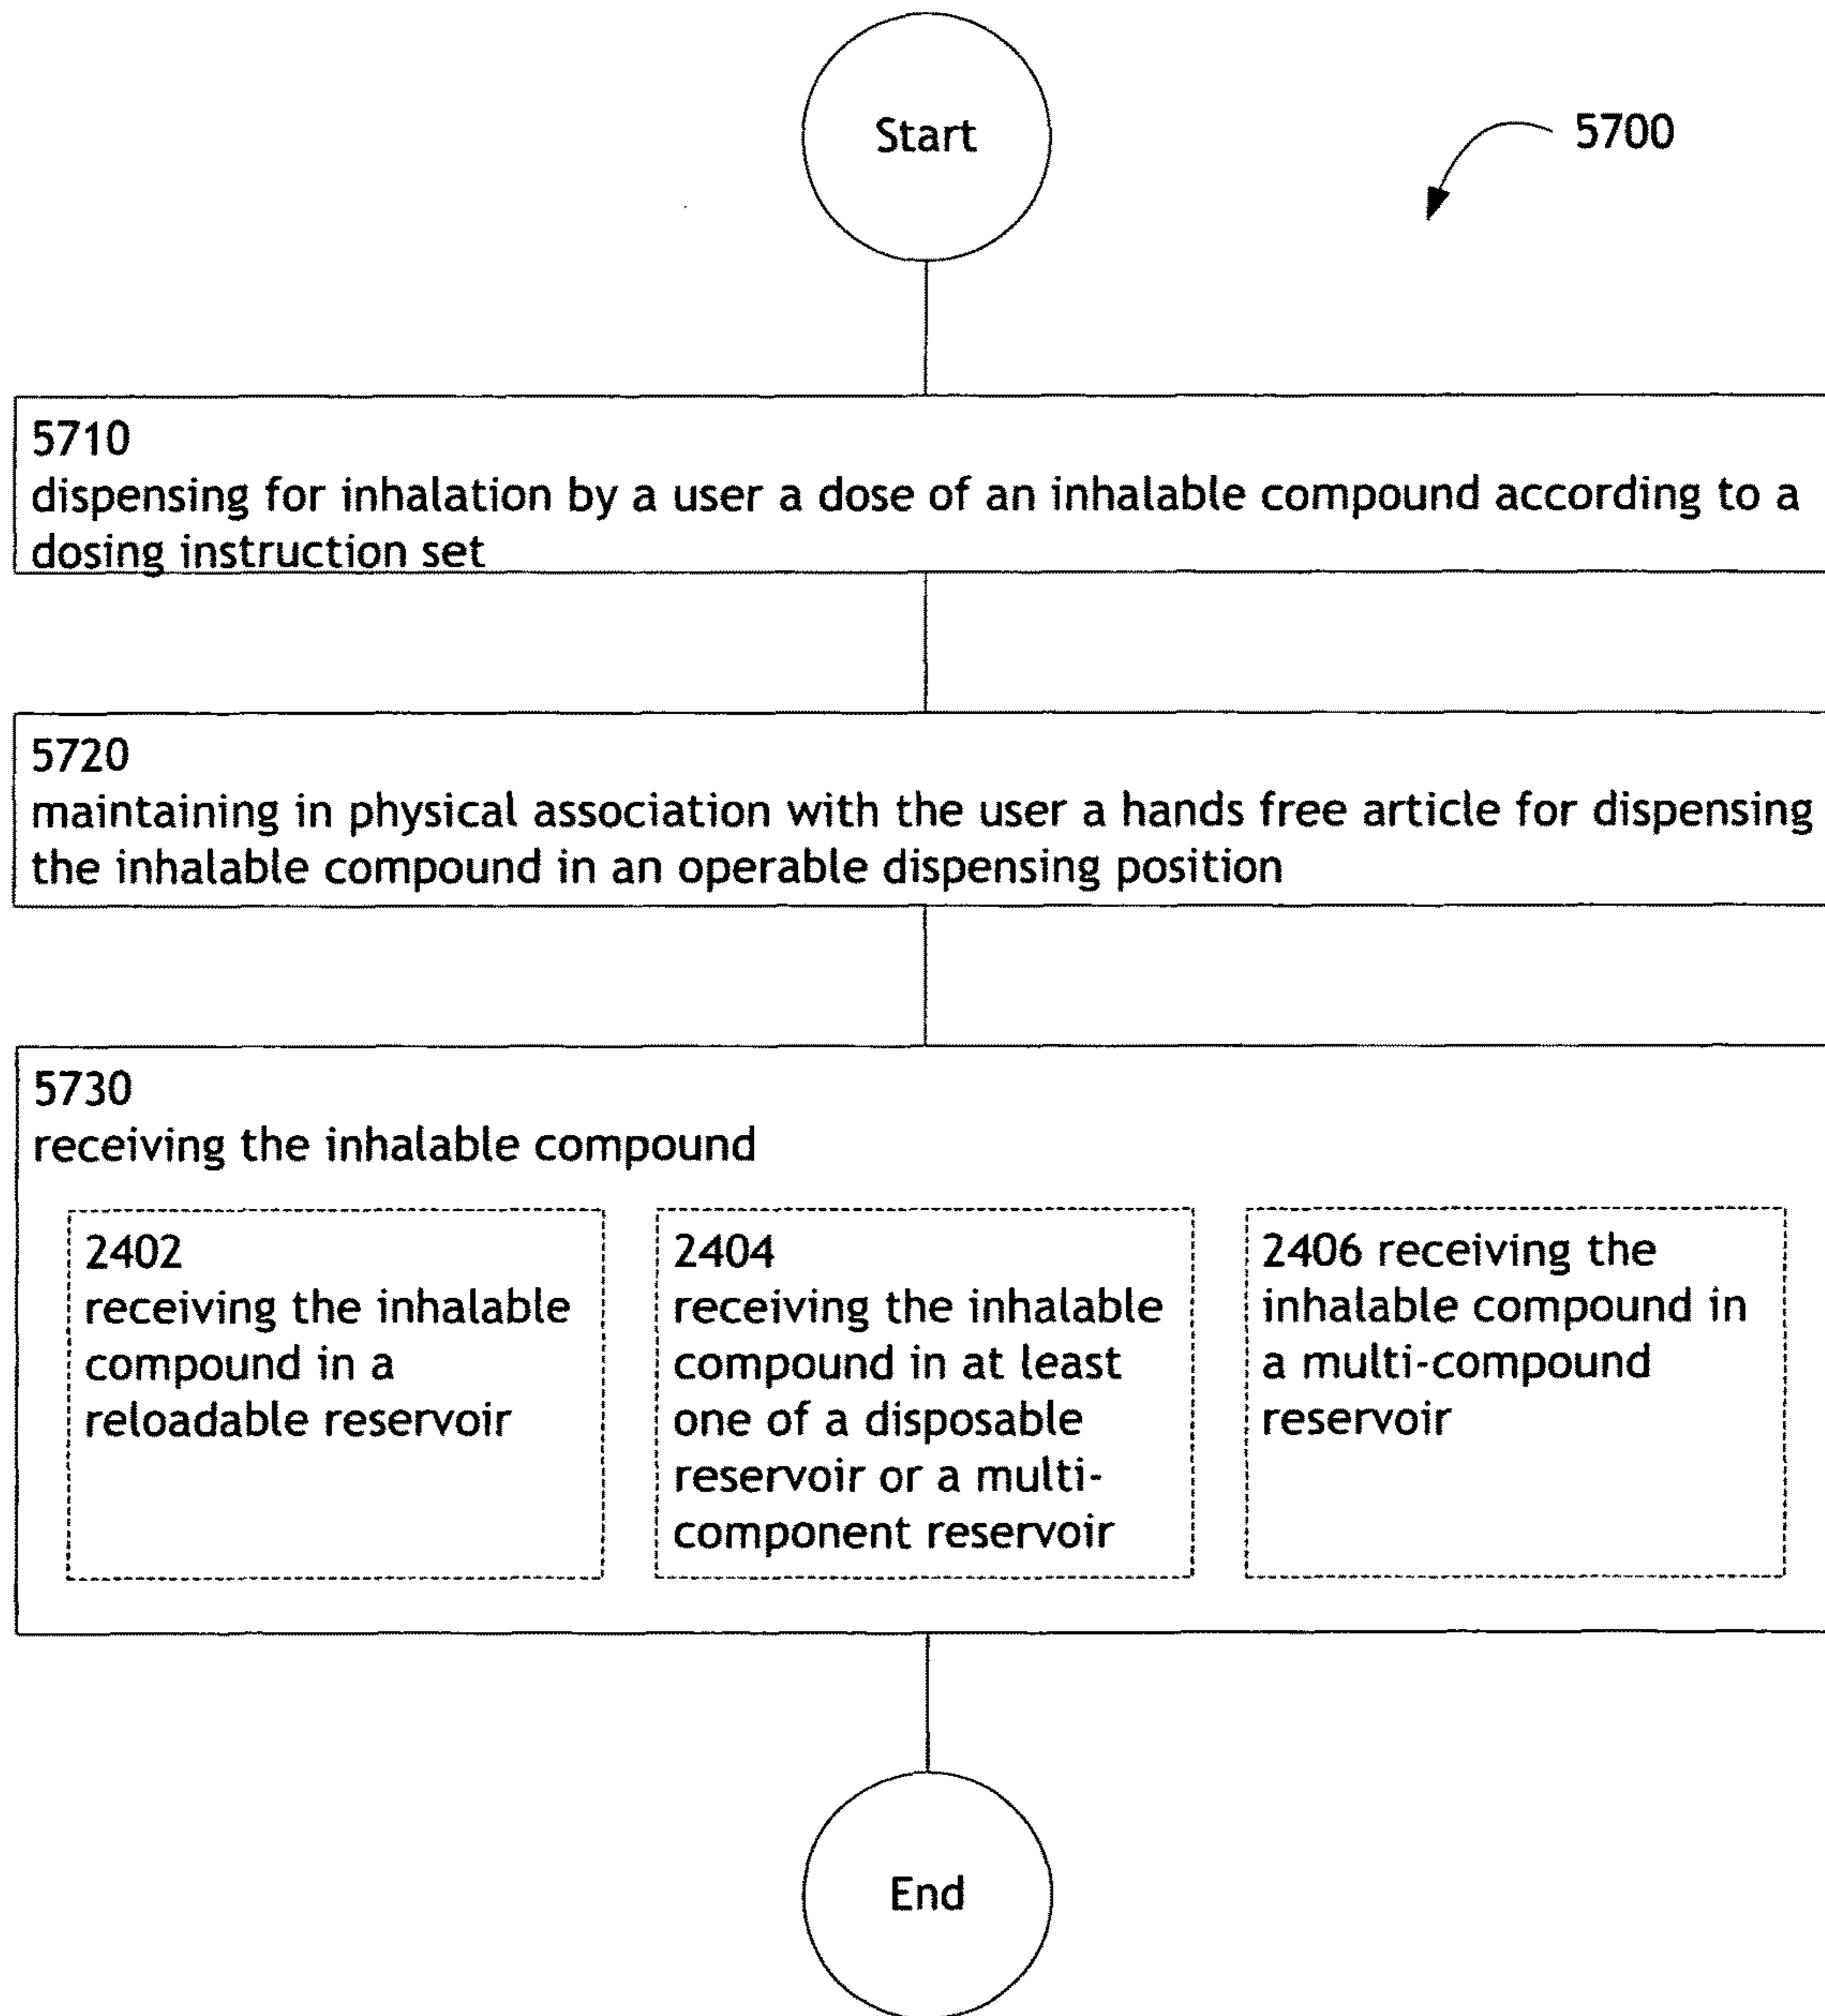 Start
5700
5710
dispensing for inhalation by a user a dose of an inhalable compound according to a
dosing instruction set
5720
maintaining in physical association with the user a hands free article for dispensing
the inhalable compound in an operable dispensing position
5730
receiving the inhalable compound
2402
receiving the inhalable
compound in a
reloadable reservoir
2404
receiving the inhalable
compound in at least
one of a disposable
reservoir or a multi-
component reservoir
2406 receiving the
inhalable compound in
a multi-compound
reservoir
End